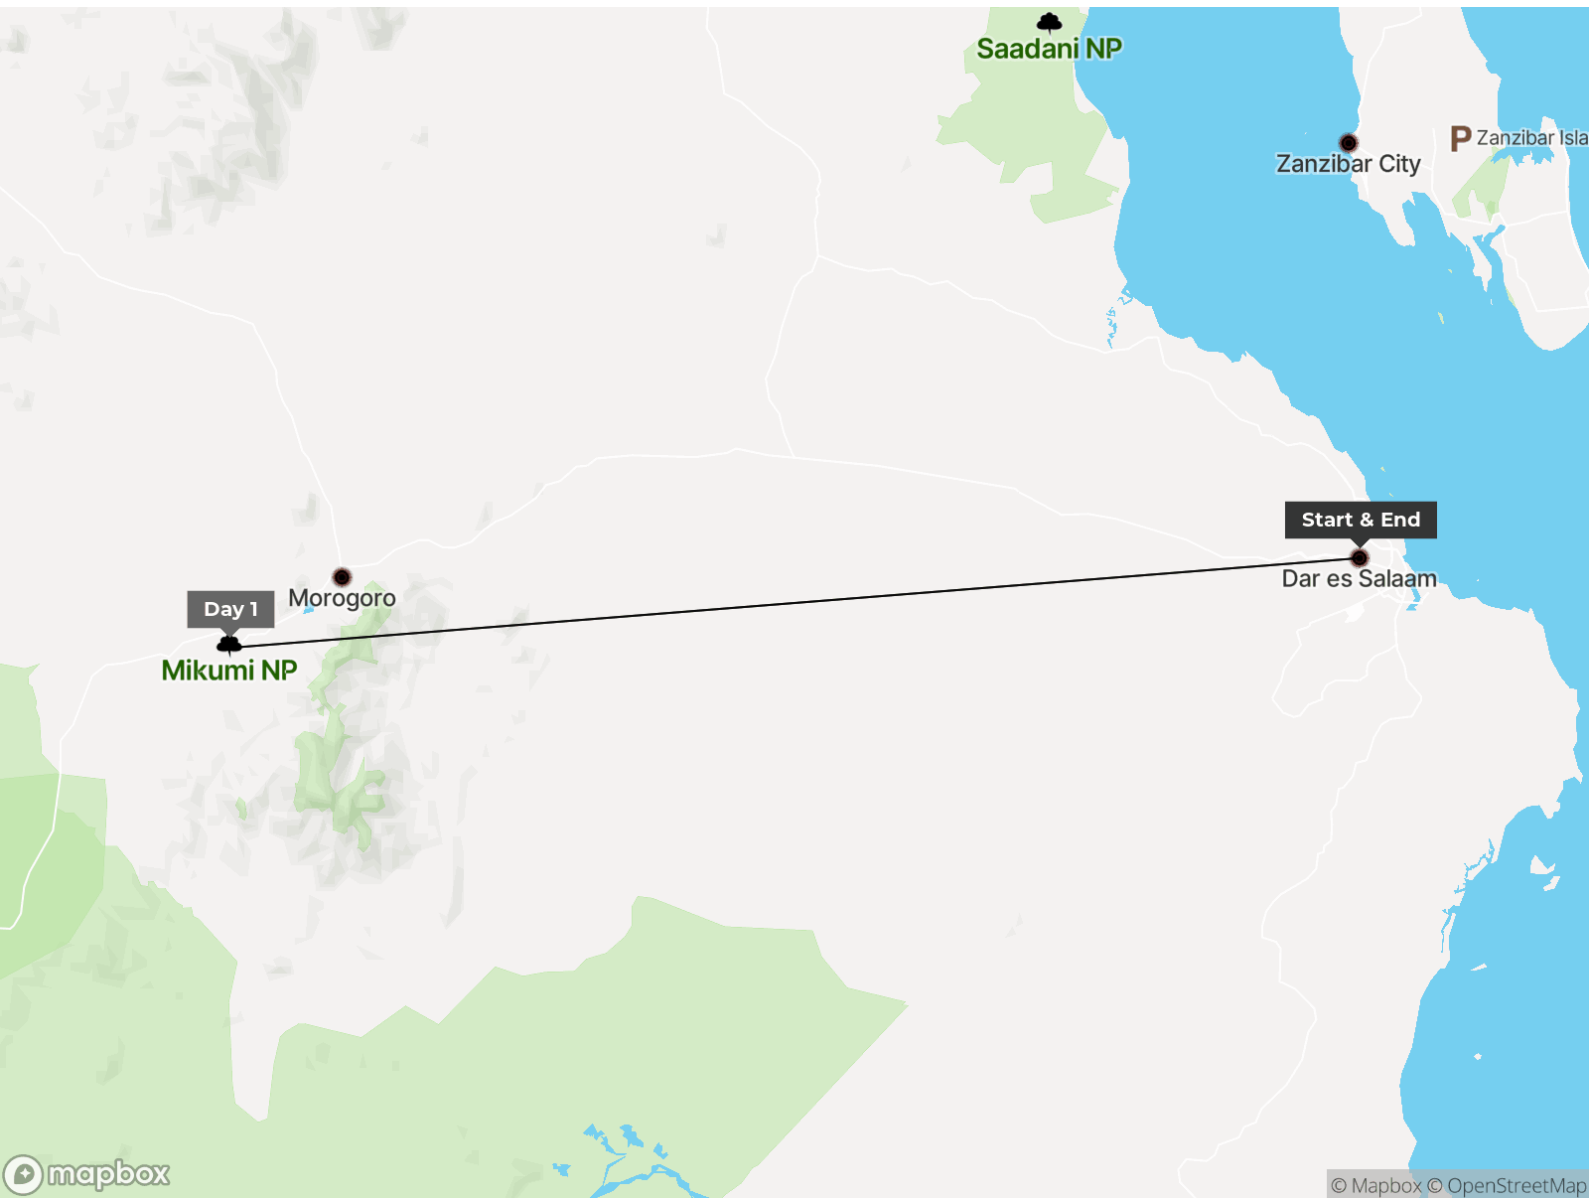 Saadani NP
P Zanzibar Isla
Zanzibar City
Start & End
Dar es Salaam
Morogoro
Day 1
Mikumi NP
mapbox
© Mapbox © OpenStreetMap